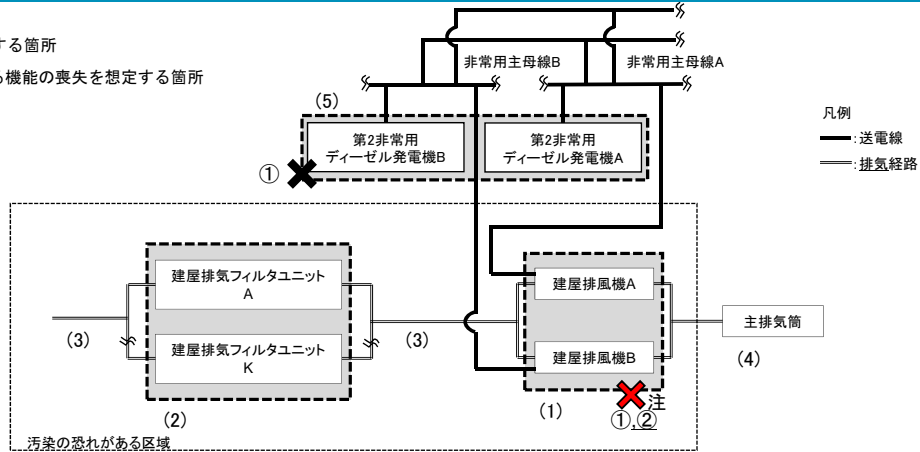 する箇所
る機能の喪失を想定する箇所
非常用主母線B
非常用主母線A
(5)
第2非常用
ディーゼル発電機B
第2非常用
ディーゼル発電機A
①
凡例
:送電線
:排気経路
建屋排気フィルタユニット
A
建屋排気フィルタユニット
K
(3)
(3)
(2)
建屋排風機A
建屋排風機B
(1)
注
①,②
主排気筒
(4)
汚染の恐れがある区域